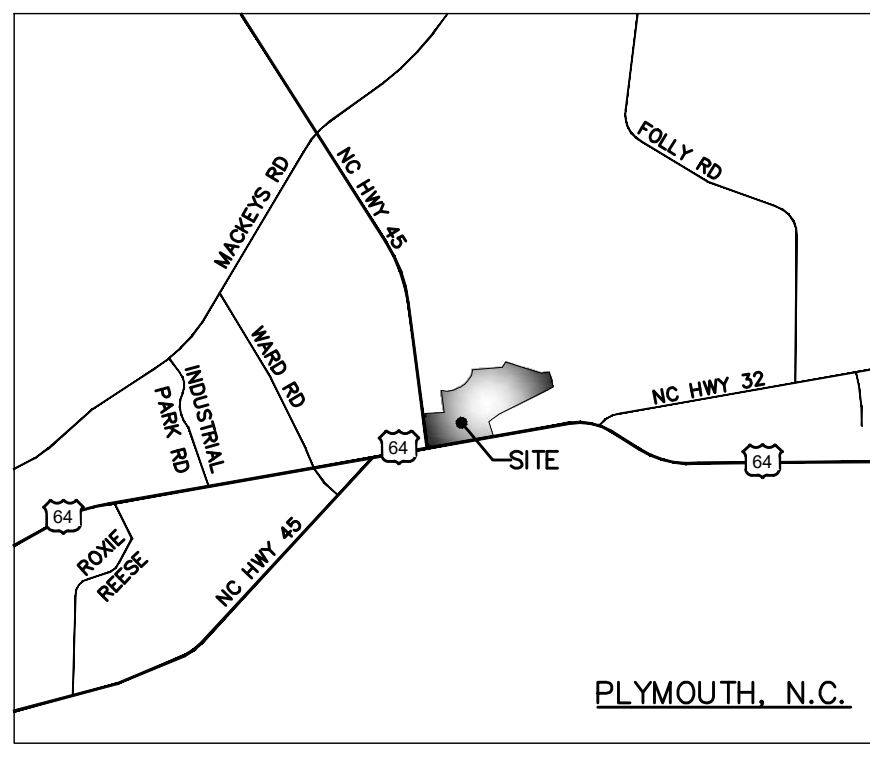 FOLLY RD
MACKEYS RD
NC HWY 45
WARD RD
INDUSTRIAL
PARK RD
NC HWY 32
64
SITE
64
64
ROXIE
REESE
NC HWY 45
PLYMOUTH, N.C.